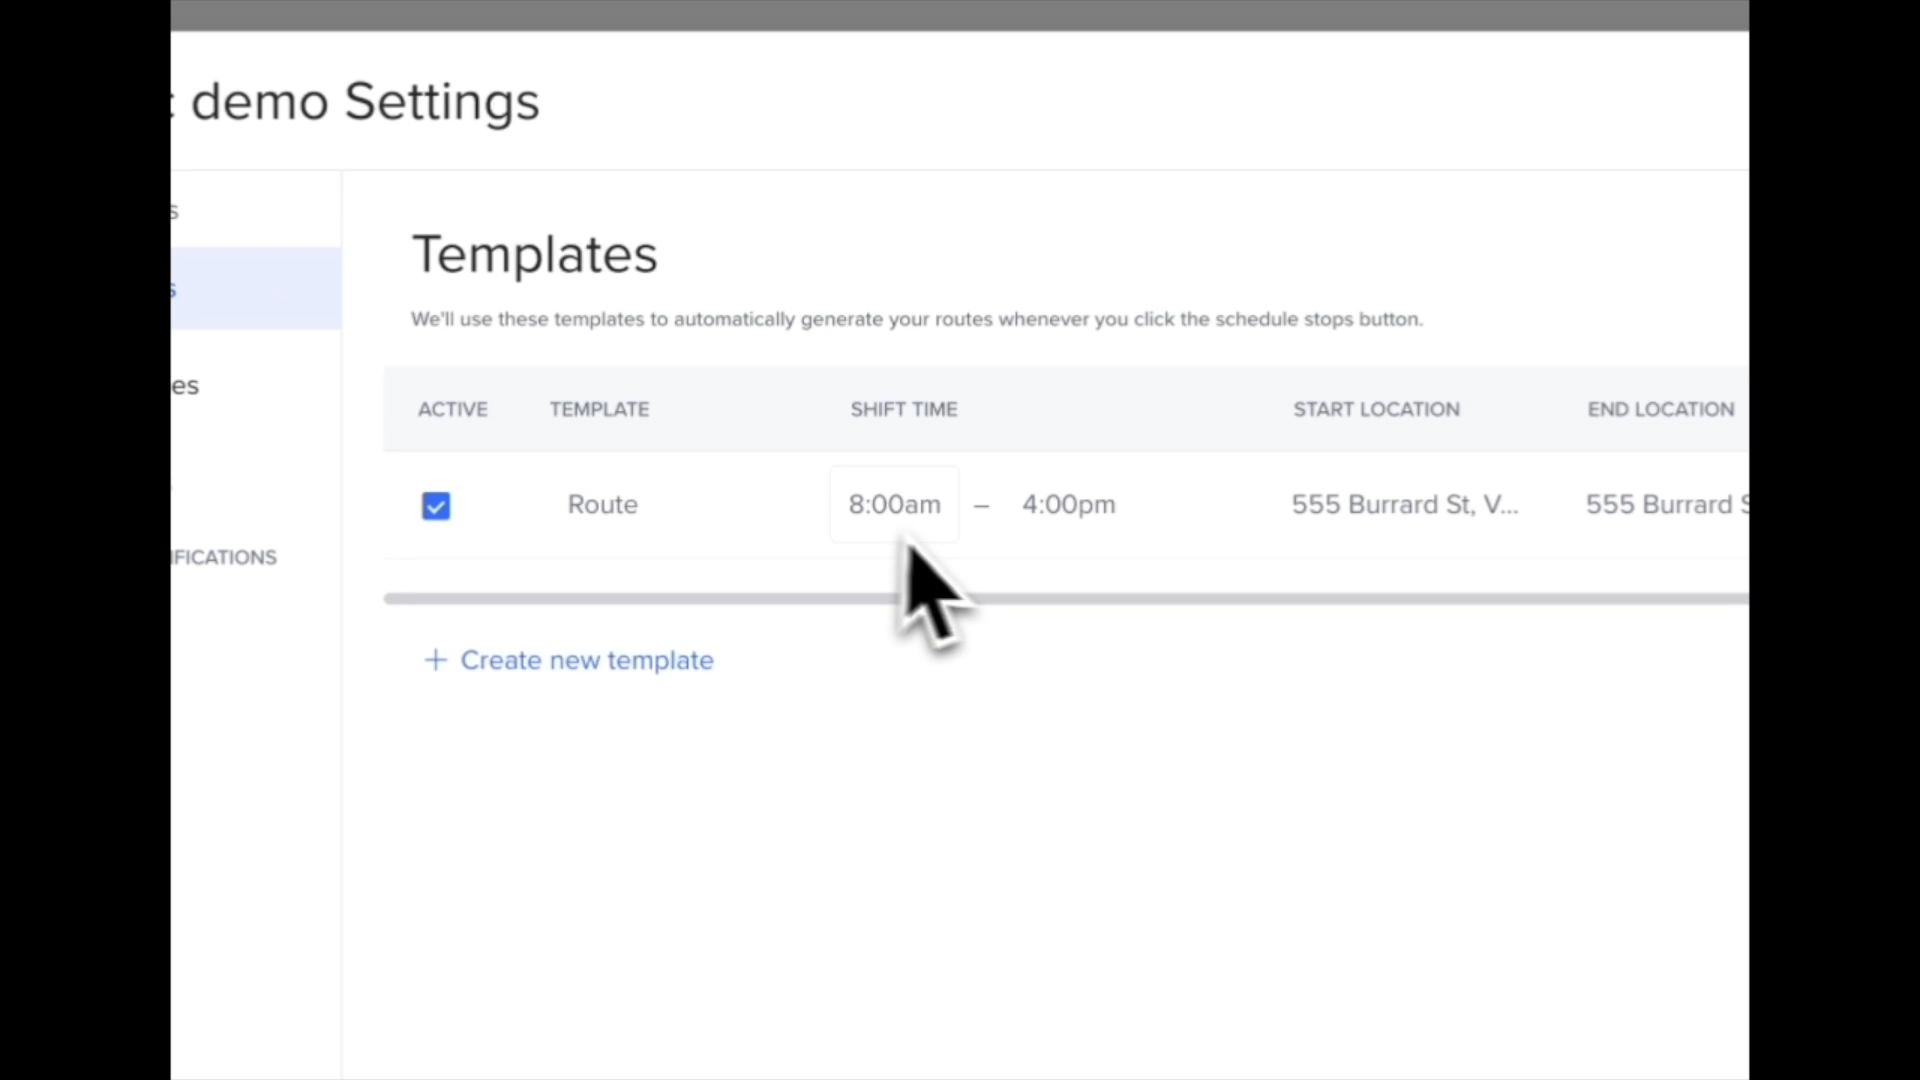 demo Settings
Templates
We'll use these templates to automatically generate your routes whenever you click the schedule stops button.
ACTIVE TEMPLATE SHIFT TIME START LOCATION END LOCATION
Route 8:00am – 4:00pm 555 Burrard St, V... 555 Burrard
+ Create new template